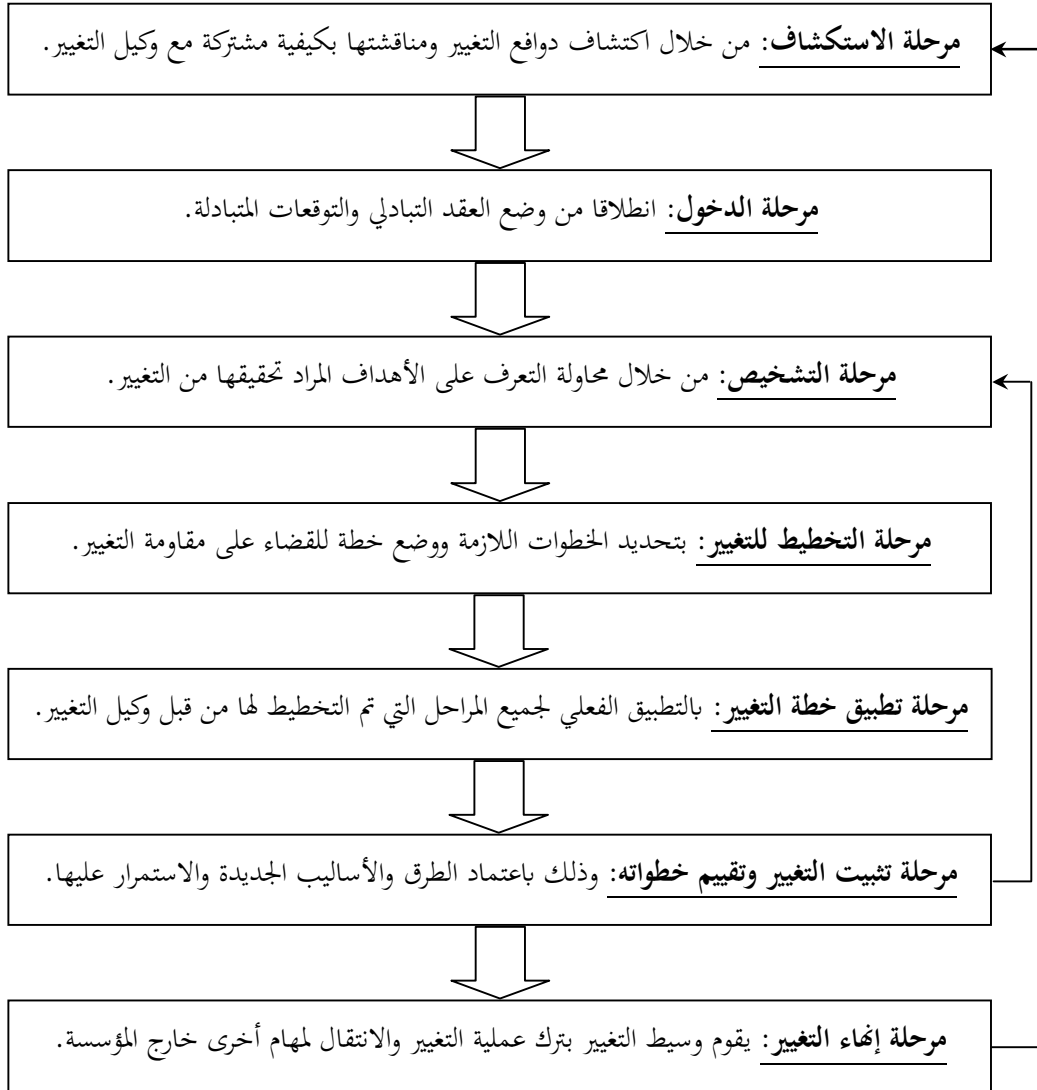 مرحلة الاستكشاف: من خلال اكتشاف دوافع التغيير ومناقشتها بكيفية مشتركة مع وكيل التغيير.
مرحلة الدخول: انطلاقا من وضع العقد التبادلي والتوقعات المتبادلة.
مرحلة التشخيص: من خلال محاولة التعرف على الأهداف المراد تحقيقها من التغيير.
مرحلة التخطيط للتغيير: بتحديد الخطوات اللازمة ووضع خطة للقضاء على مقاومة التغيير.
مرحلة تطبيق خطة التغيير: بالتطبيق الفعلي لجميع المراحل التي تم التخطيط لها من قبل وكيل التغيير.
مرحلة تثبيت التغيير وتقييم خطواته: وذلك باعتماد الطرق والأساليب الجديدة والاستمرار عليها.
مرحلة إنهاء التغيير: يقوم وسيط التغيير بترك عملية التغيير والانتقال لمهام أخرى خارج المؤسسة.